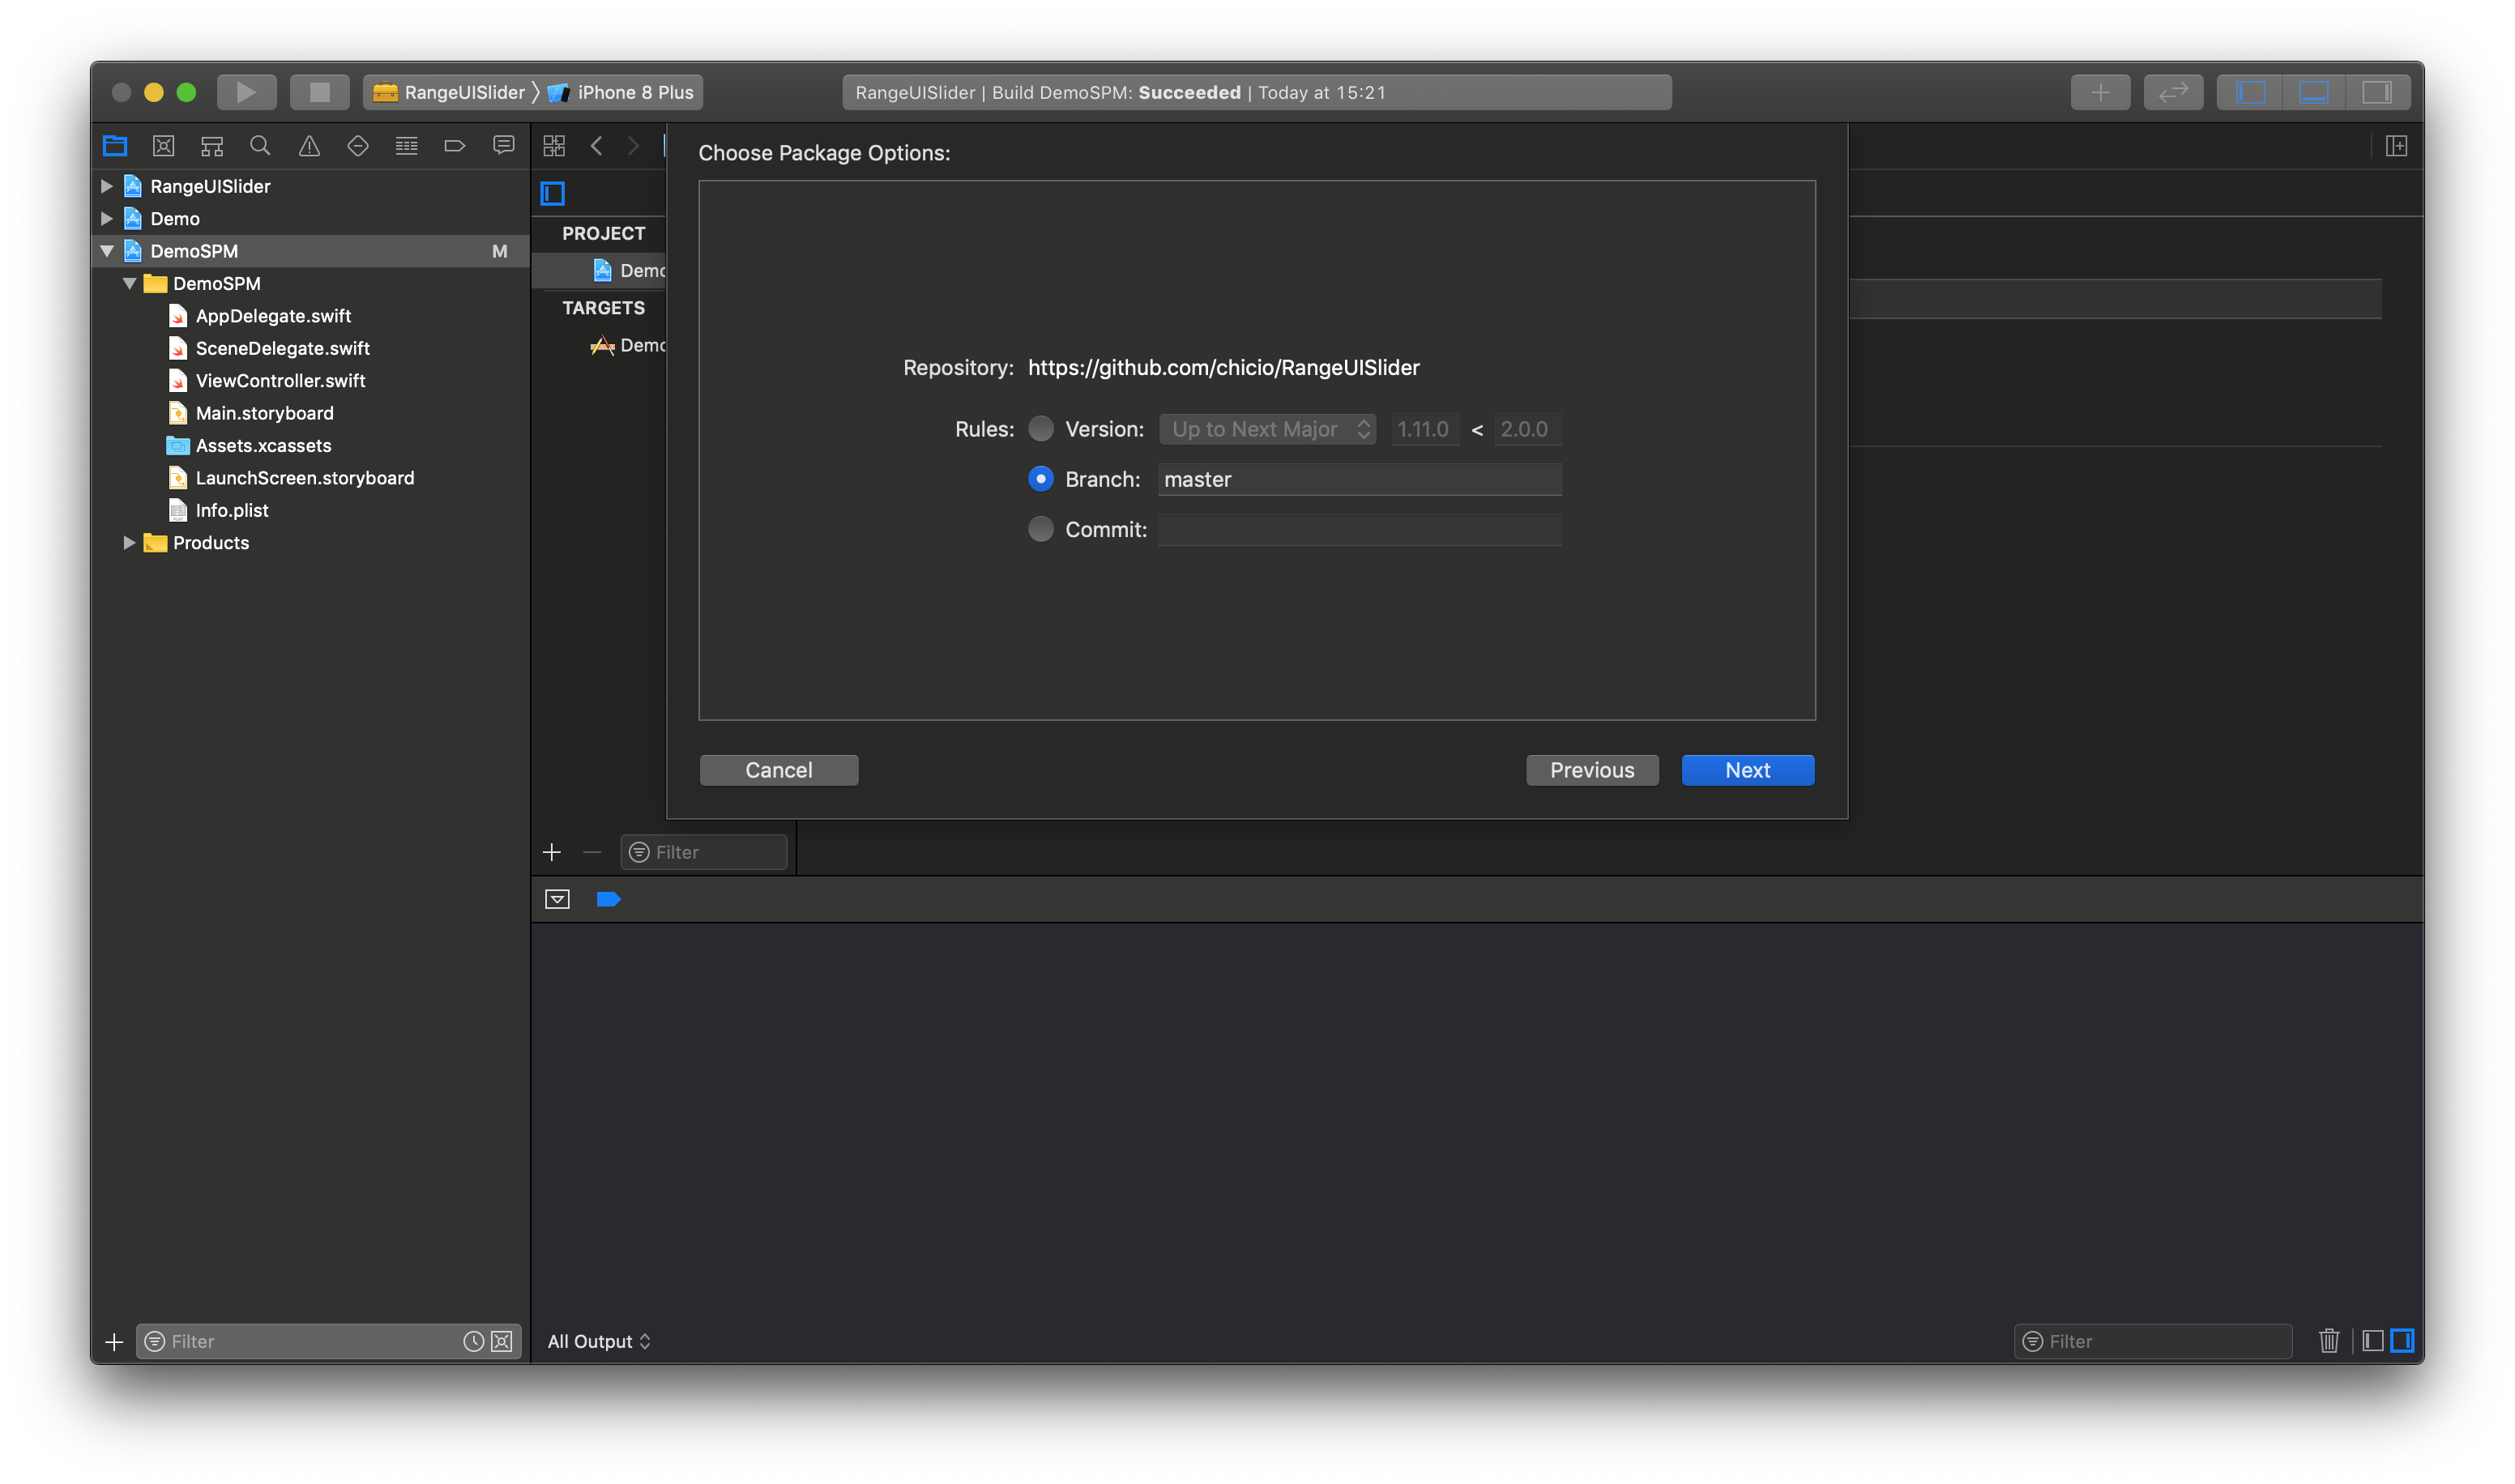 RangeUISlider 〉 iPhone 8 Plus
RangeUISlider | Build DemoSPM: Succeeded | Today at 15:21
RangeUISlider
Demo
DemoSPM M
DemoSPM
AppDelegate.swift
SceneDelegate.swift
ViewController.swift
Main.storyboard
Assets.xcassets
LaunchScreen.storyboard
Info.plist
Products
Filter
PROJECT
Demo
TARGETS
Demo
Filter
Choose Package Options:
Repository: https://github.com/chicio/RangeUISlider
Rules: Version: Up to Next Major 1.11.0 < 2.0.0
Branch: master
Commit:
Cancel Previous Next
All Output
Filter